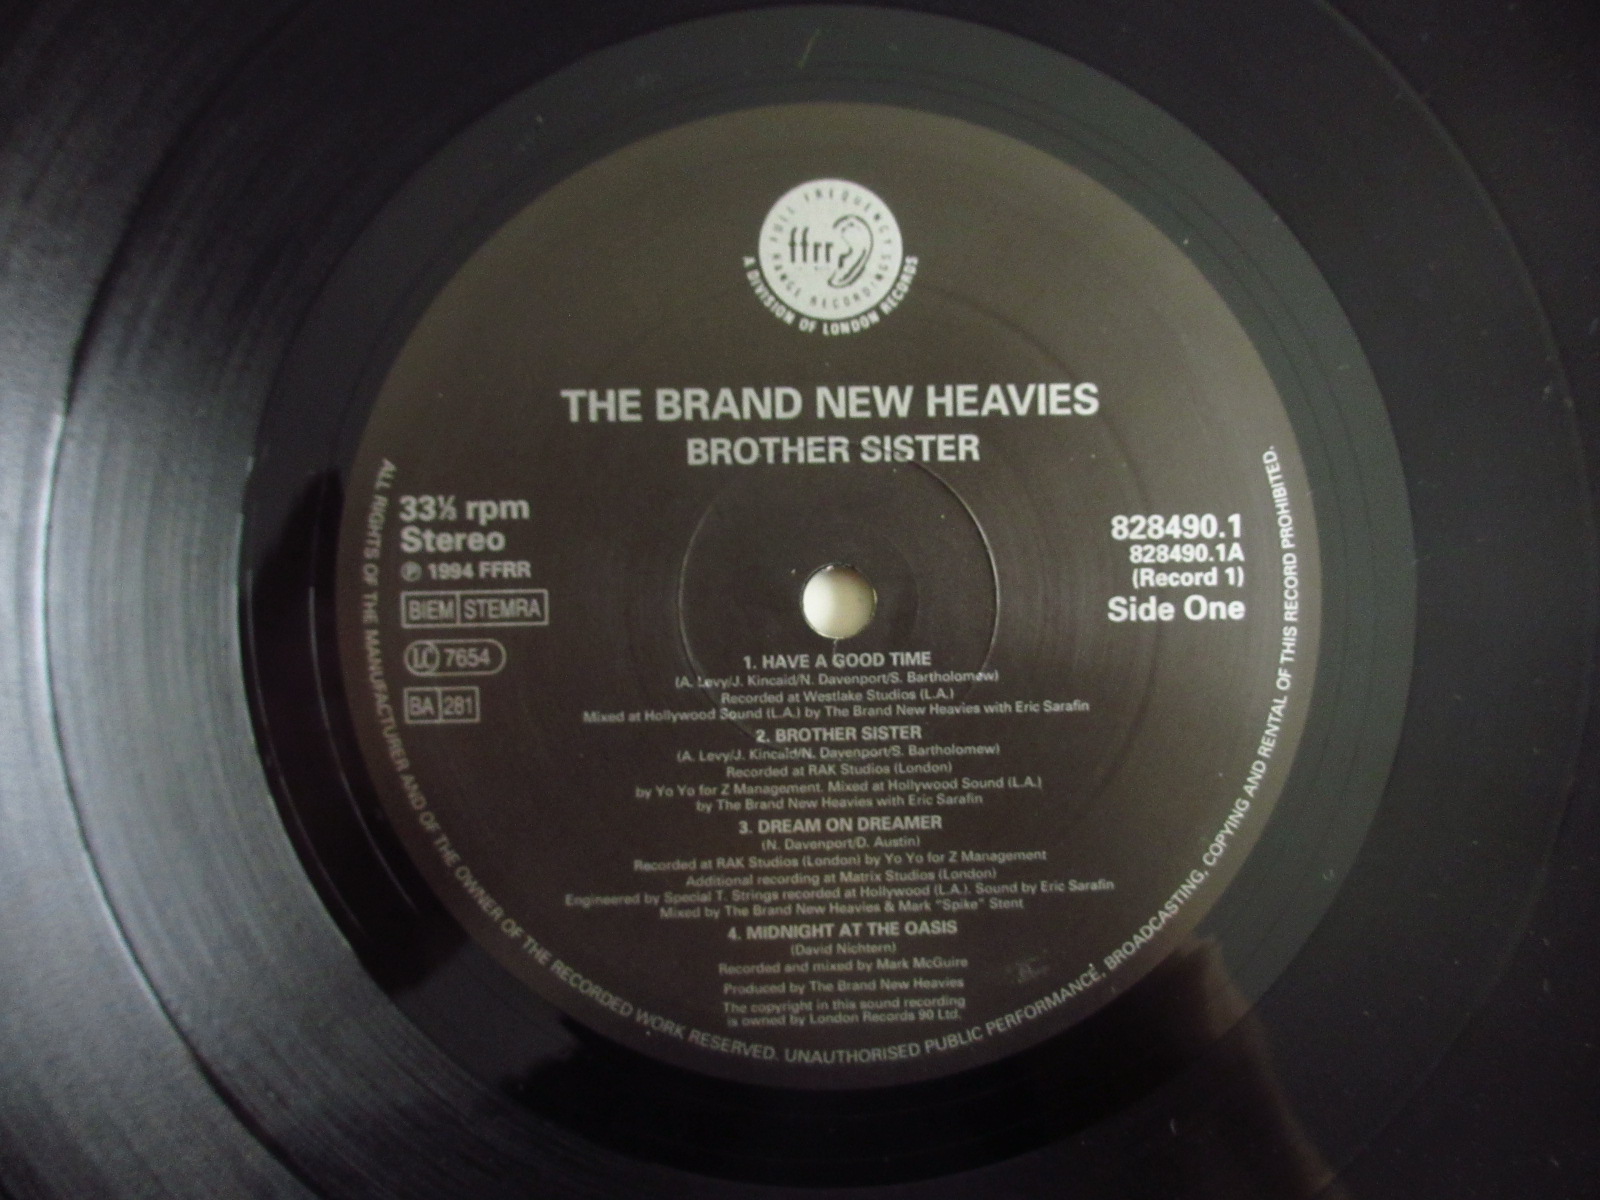 FULL FREQUENCY RANGE RECORDINGS
ffrr
A DIVISION OF LONDON RECORDS
THE BRAND NEW HEAVIES
BROTHER SISTER
33⅓ rpm
Stereo
℗ 1994 FFRR
BIEM STEMRA
LC 7654
BA 281
828490.1
828490.1A
(Record 1)
Side One
1. HAVE A GOOD TIME
(A. Levy/J. Kincaid/N. Davenport/S. Bartholomew)
Recorded at Westlake Studios (L.A.)
Mixed at Hollywood Sound (L.A.) by The Brand New Heavies with Eric Sarafin
2. BROTHER SISTER
(A. Levy/J. Kincaid/N. Davenport/S. Bartholomew)
Recorded at RAK Studios (London)
by Yo Yo for Z Management. Mixed at Hollywood Sound (L.A.)
by The Brand New Heavies with Eric Sarafin
3. DREAM ON DREAMER
(N. Davenport/D. Austin)
Recorded at RAK Studios (London) by Yo Yo for Z Management
Additional recording at Matrix Studios (London)
Engineered by Special T. Strings recorded at Hollywood (L.A.). Sound by Eric Sarafin
Mixed by The Brand New Heavies & Mark "Spike" Stent
4. MIDNIGHT AT THE OASIS
(David Nichtern)
Recorded and mixed by Mark McGuire
Produced by The Brand New Heavies
The copyright in this sound recording
is owned by London Records 90 Ltd.
ALL RIGHTS OF THE MANUFACTURER AND OF THE OWNER OF THE RECORDED WORK RESERVED. UNAUTHORISED PUBLIC PERFORMANCE, BROADCASTING, COPYING AND RENTAL OF THIS RECORD PROHIBITED.